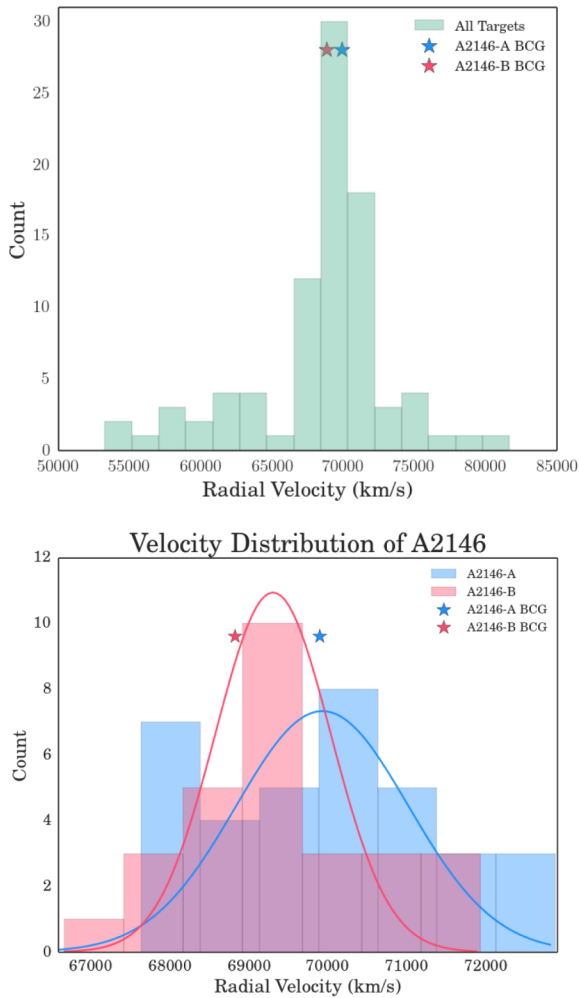 30
25
20
15
10
5
0
Count
All Targets
A2146-A BCG
A2146-B BCG
50000 55000 60000 65000 70000 75000 80000 85000
Radial Velocity (km/s)
Velocity Distribution of A2146
12
10
8
6
4
2
0
Count
A2146-A
A2146-B
A2146-A BCG
A2146-B BCG
67000 68000 69000 70000 71000 72000
Radial Velocity (km/s)